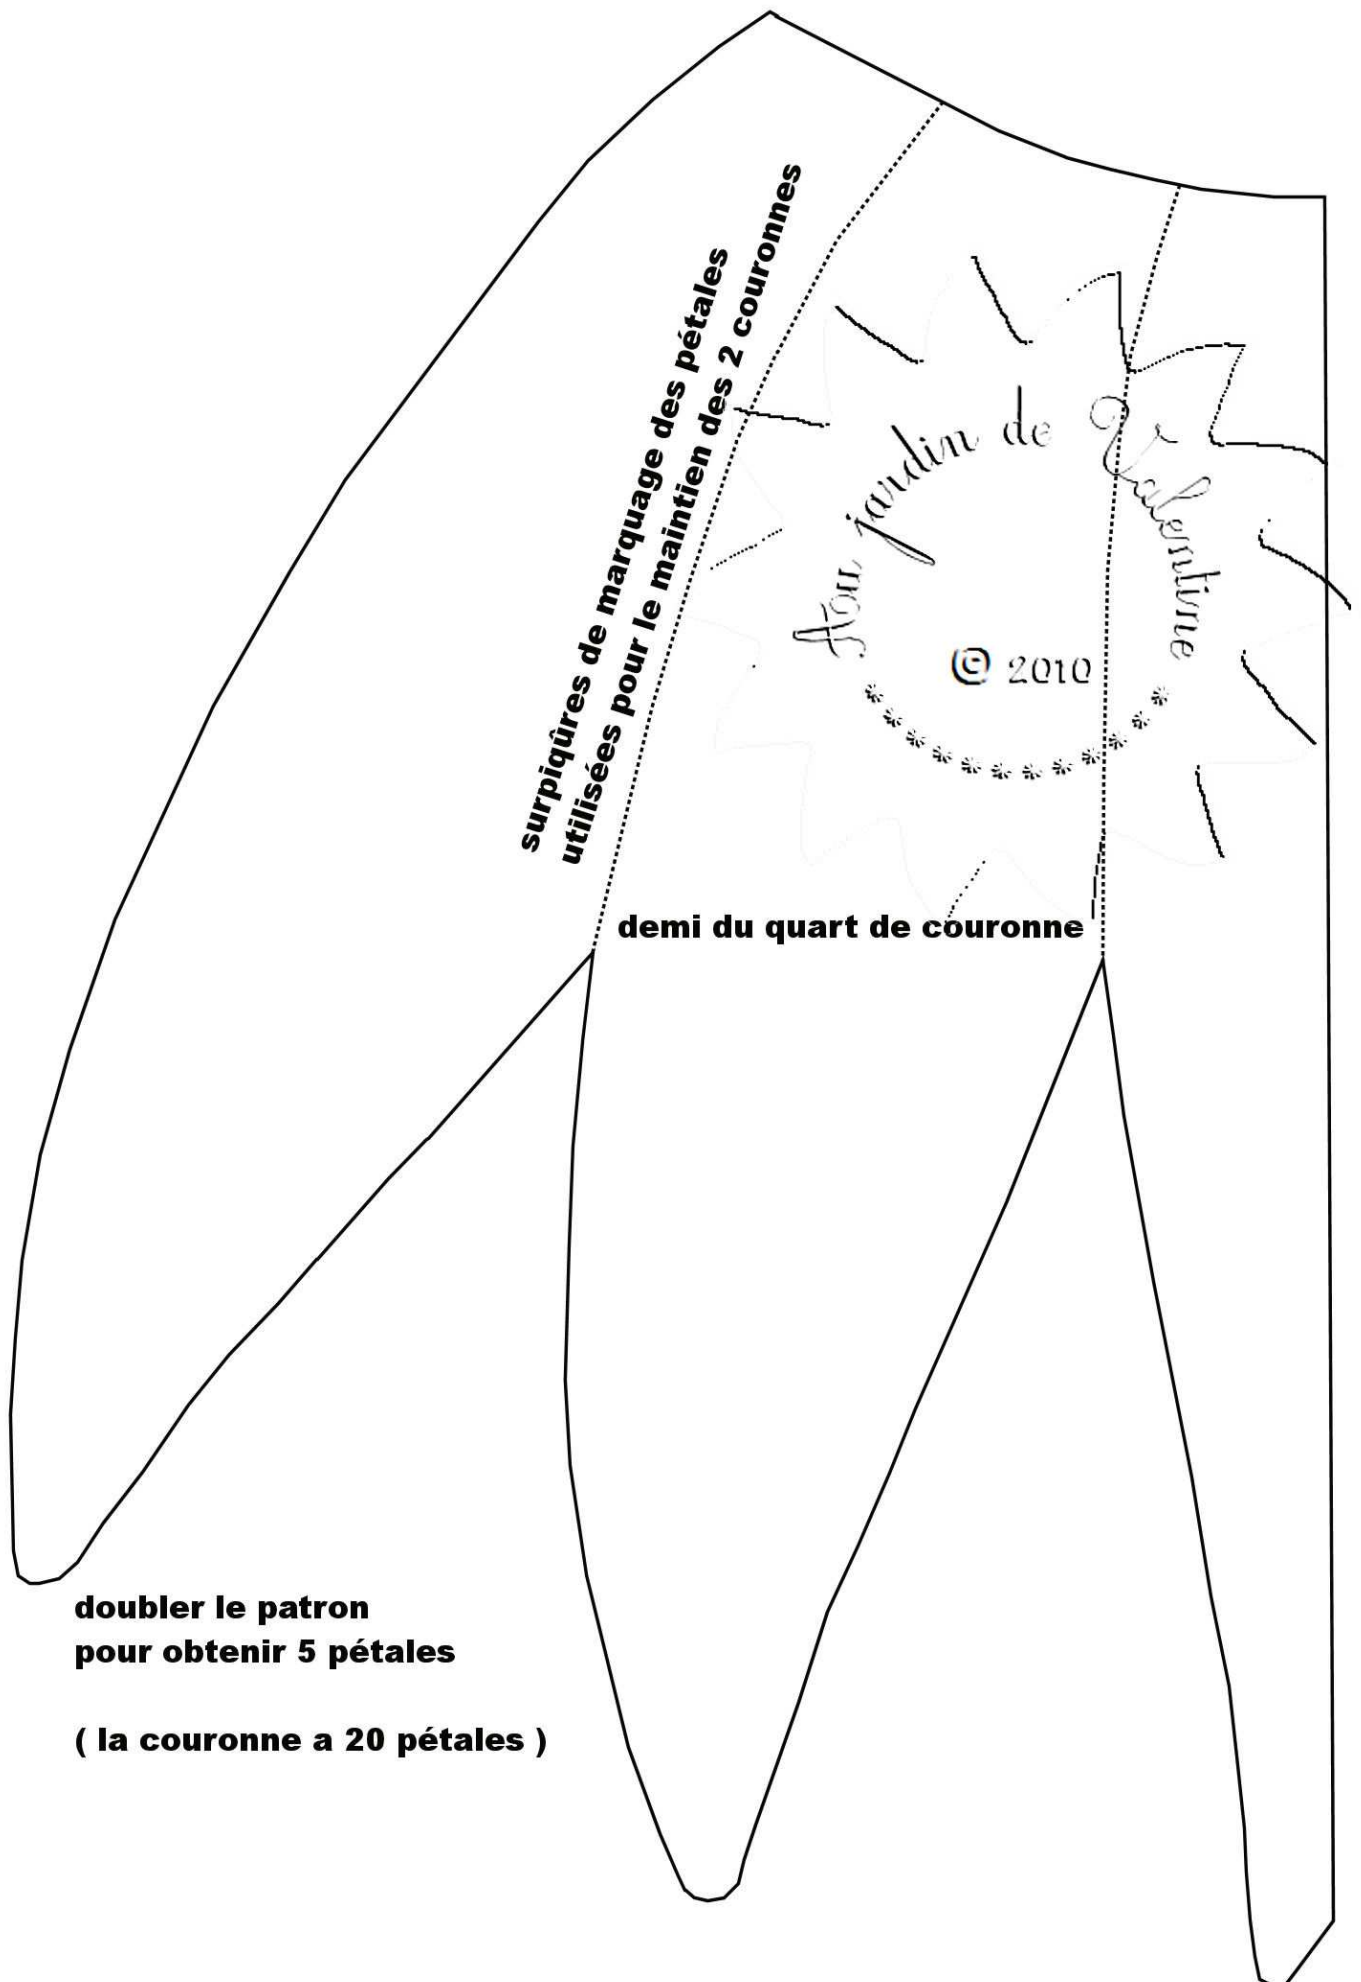 surpiqûres de marquage des pétales
utilisées pour le maintien des 2 couronnes
Au jardin de Valentine
© 2010
demi du quart de couronne
doubler le patron
pour obtenir 5 pétales
( la couronne a 20 pétales )